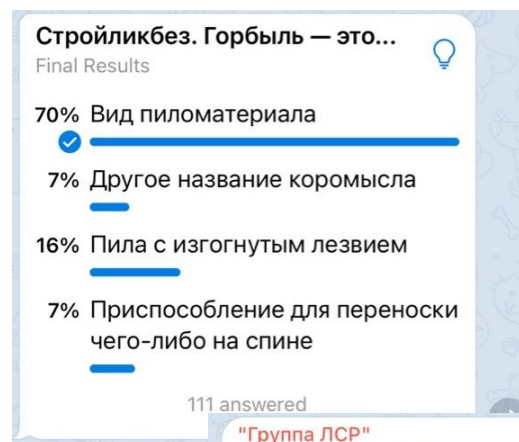 Стройликбез. Горбыль — это...
Final Results
70% Вид пиломатериала
7% Другое название коромысла
16% Пила с изгогнутым лезвием
7% Приспособление для переноски
чего-либо на спине
111 answered
"Группа ЛСР"